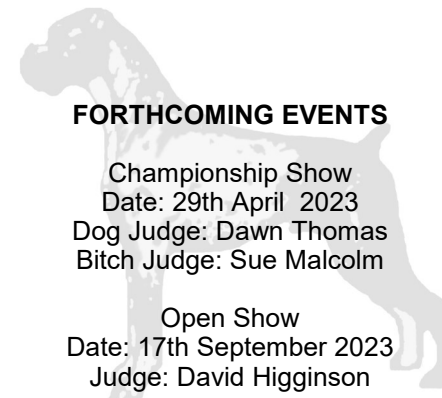 FORTHCOMING EVENTS
Championship Show
Date: 29th April  2023
Dog Judge: Dawn Thomas
Bitch Judge: Sue Malcolm
Open Show
Date: 17th September 2023
Judge: David Higginson